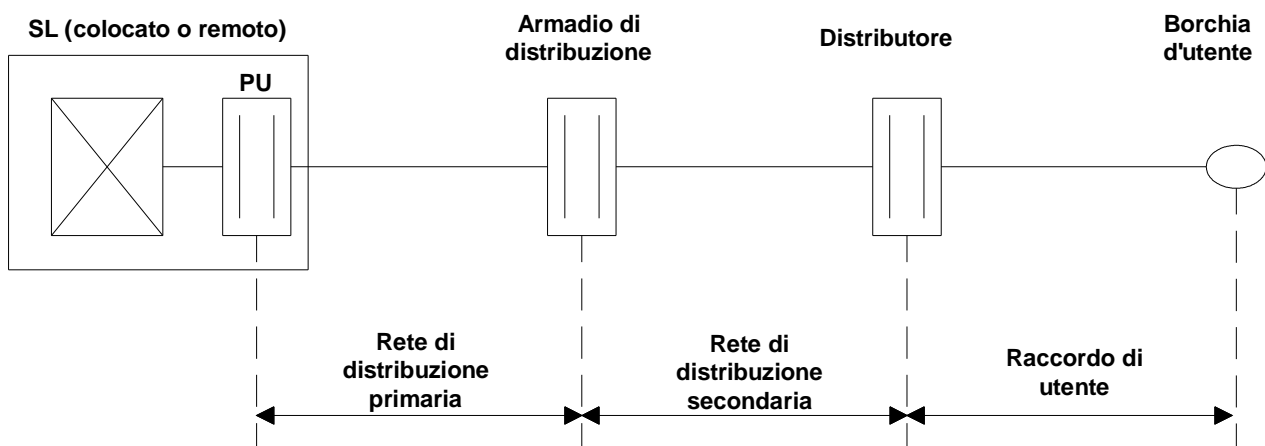 SL (colocato o remoto)
PU
Armadio di
distribuzione
Distributore
Borchia
d'utente
Rete di
distribuzione
primaria
Rete di
distribuzione
secondaria
Raccordo di
utente